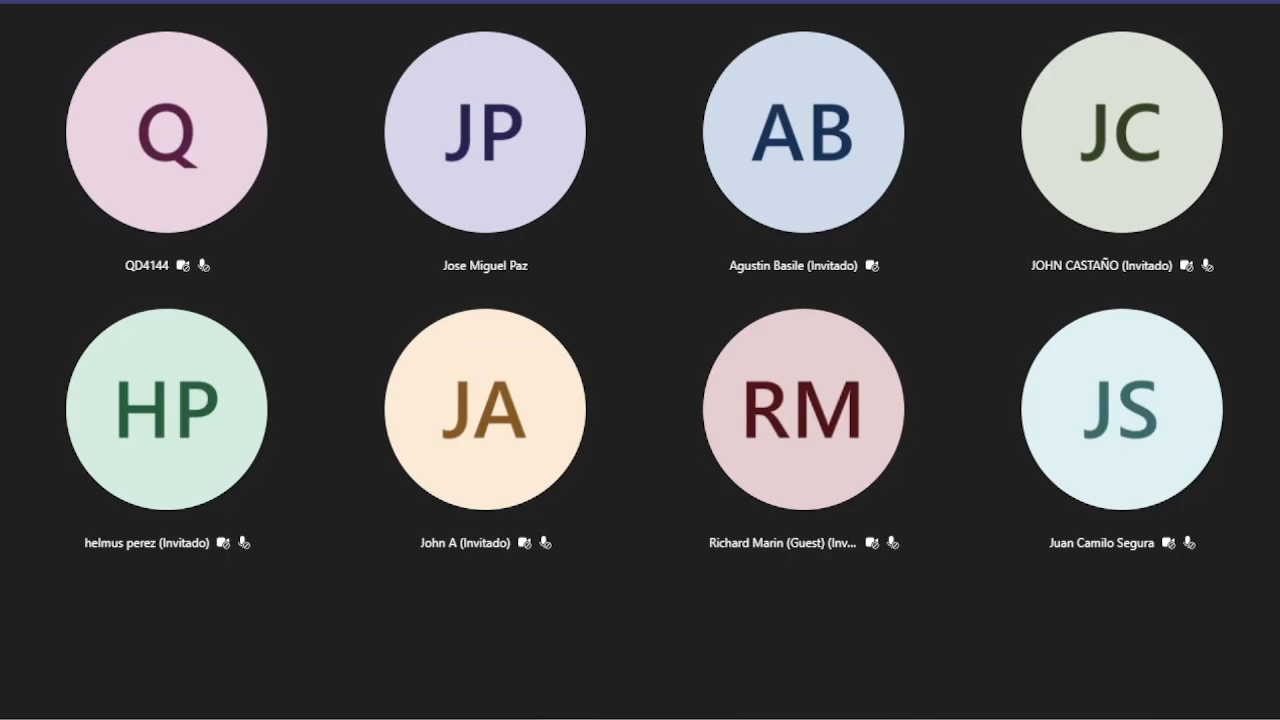 Q
JP
AB
JC
QD4144
Jose Miguel Paz
Agustin Basile (Invitado)
JOHN CASTAÑO (Invitado)
HP
JA
RM
JS
helmus perez (Invitado)
John A (Invitado)
Richard Marin (Guest) (Inv...
Juan Camilo Segura